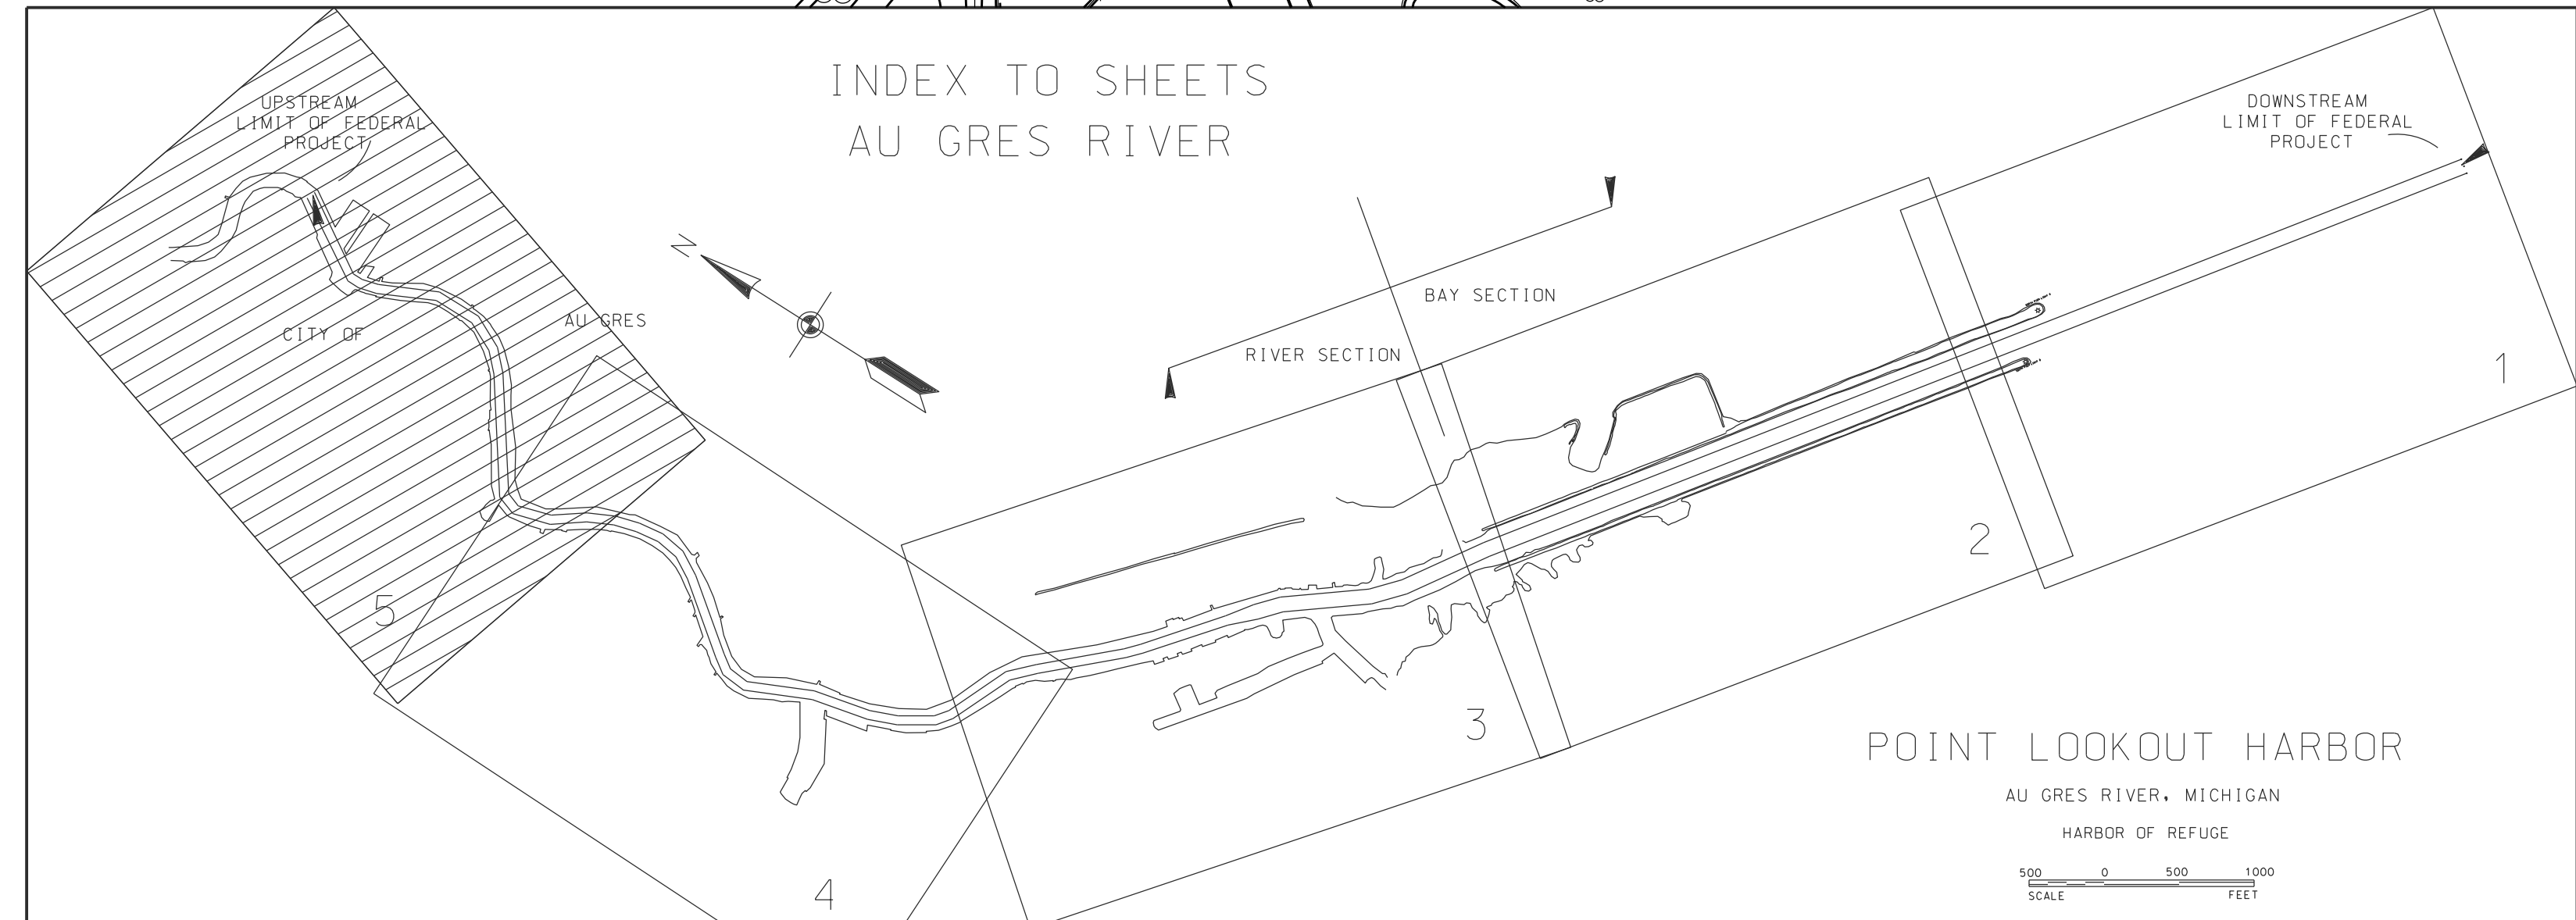 INDEX TO SHEETS
AU GRES RIVER
UPSTREAM
LIMIT OF FEDERAL
PROJECT
DOWNSTREAM
LIMIT OF FEDERAL
PROJECT
N
BAY SECTION
RIVER SECTION
CITY OF
AU GRES
1
2
3
4
5
POINT LOOKOUT HARBOR
AU GRES RIVER, MICHIGAN
HARBOR OF REFUGE
500 0 500 1000
SCALE FEET